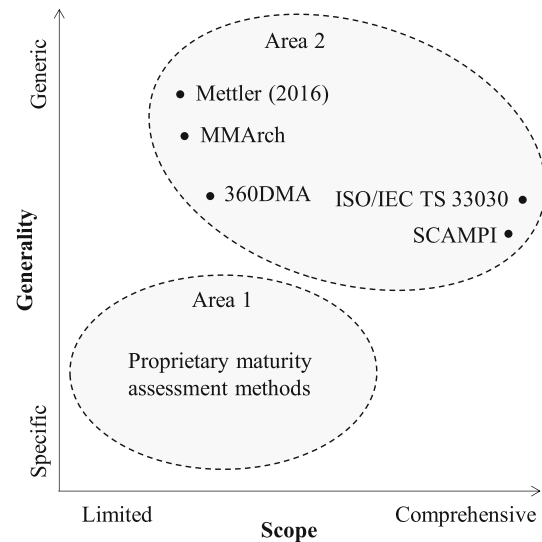 Generic
Generality
Specific
Area 2
Mettler (2016)
MMArch
360DMA
ISO/IEC TS 33030
SCAMPI
Area 1
Proprietary maturity
assessment methods
Limited
Scope
Comprehensive